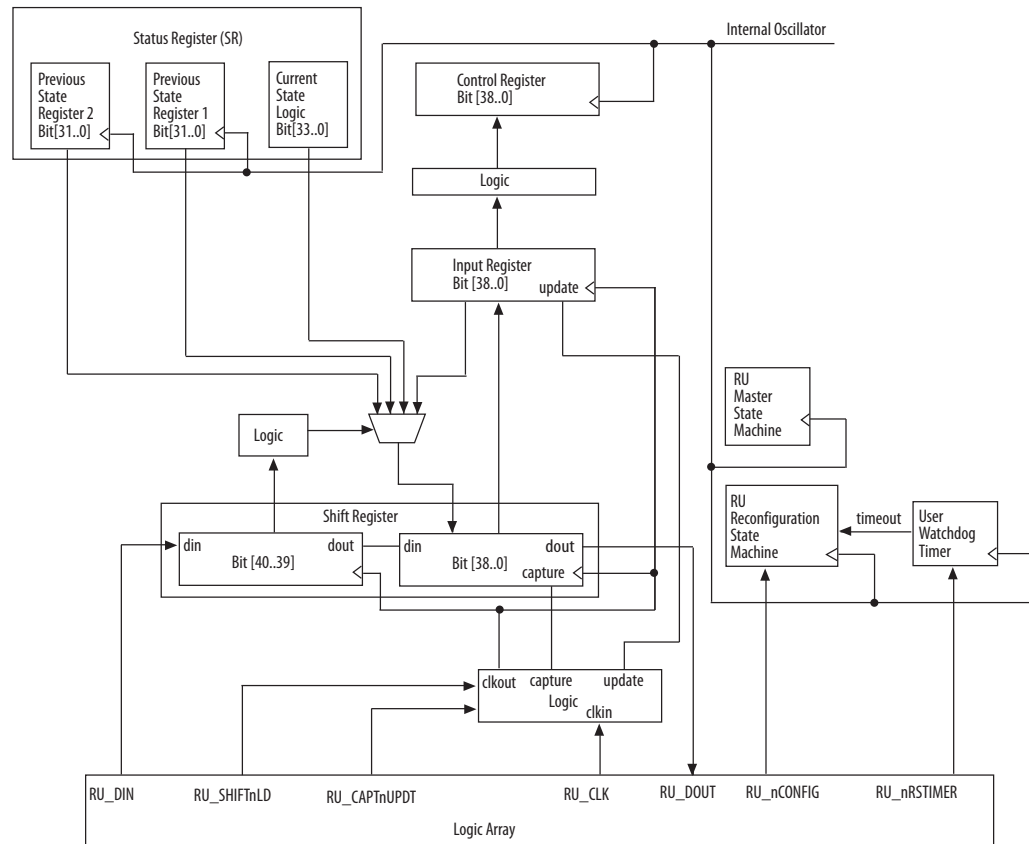 Status Register (SR)
Internal Oscillator
Previous
State
Register 2
Bit[31..0]
Previous
State
Register 1
Bit[31..0]
Current
State
Logic
Bit[33..0]
Control Register
Bit [38..0]
Logic
Input Register
Bit [38..0]
update
RU
Master
State
Machine
Logic
Shift Register
din
dout
Bit [40..39]
din
dout
Bit [38..0]
capture
RU
Reconfiguration
State
Machine
timeout
User
Watchdog
Timer
clkout
capture
update
Logic
clkin
RU_DIN
RU_SHIFTnLD
RU_CAPTnUPDT
RU_CLK
RU_DOUT
RU_nCONFIG
RU_nRSTIMER
Logic Array